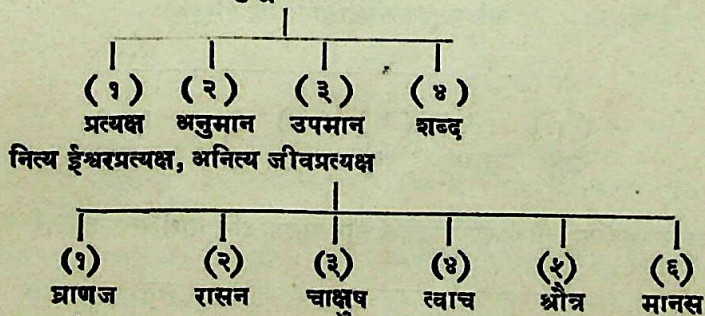 (१) (२) (३) (४)
प्रत्यक्ष अनुमान उपमान शब्द
नित्य ईश्वरप्रत्यक्ष, अनित्य जीवप्रत्यक्ष
(१) (२) (३) (४) (५) (६)
घ्राणज रासन चाक्षुष त्वाच श्रौत्र मानस